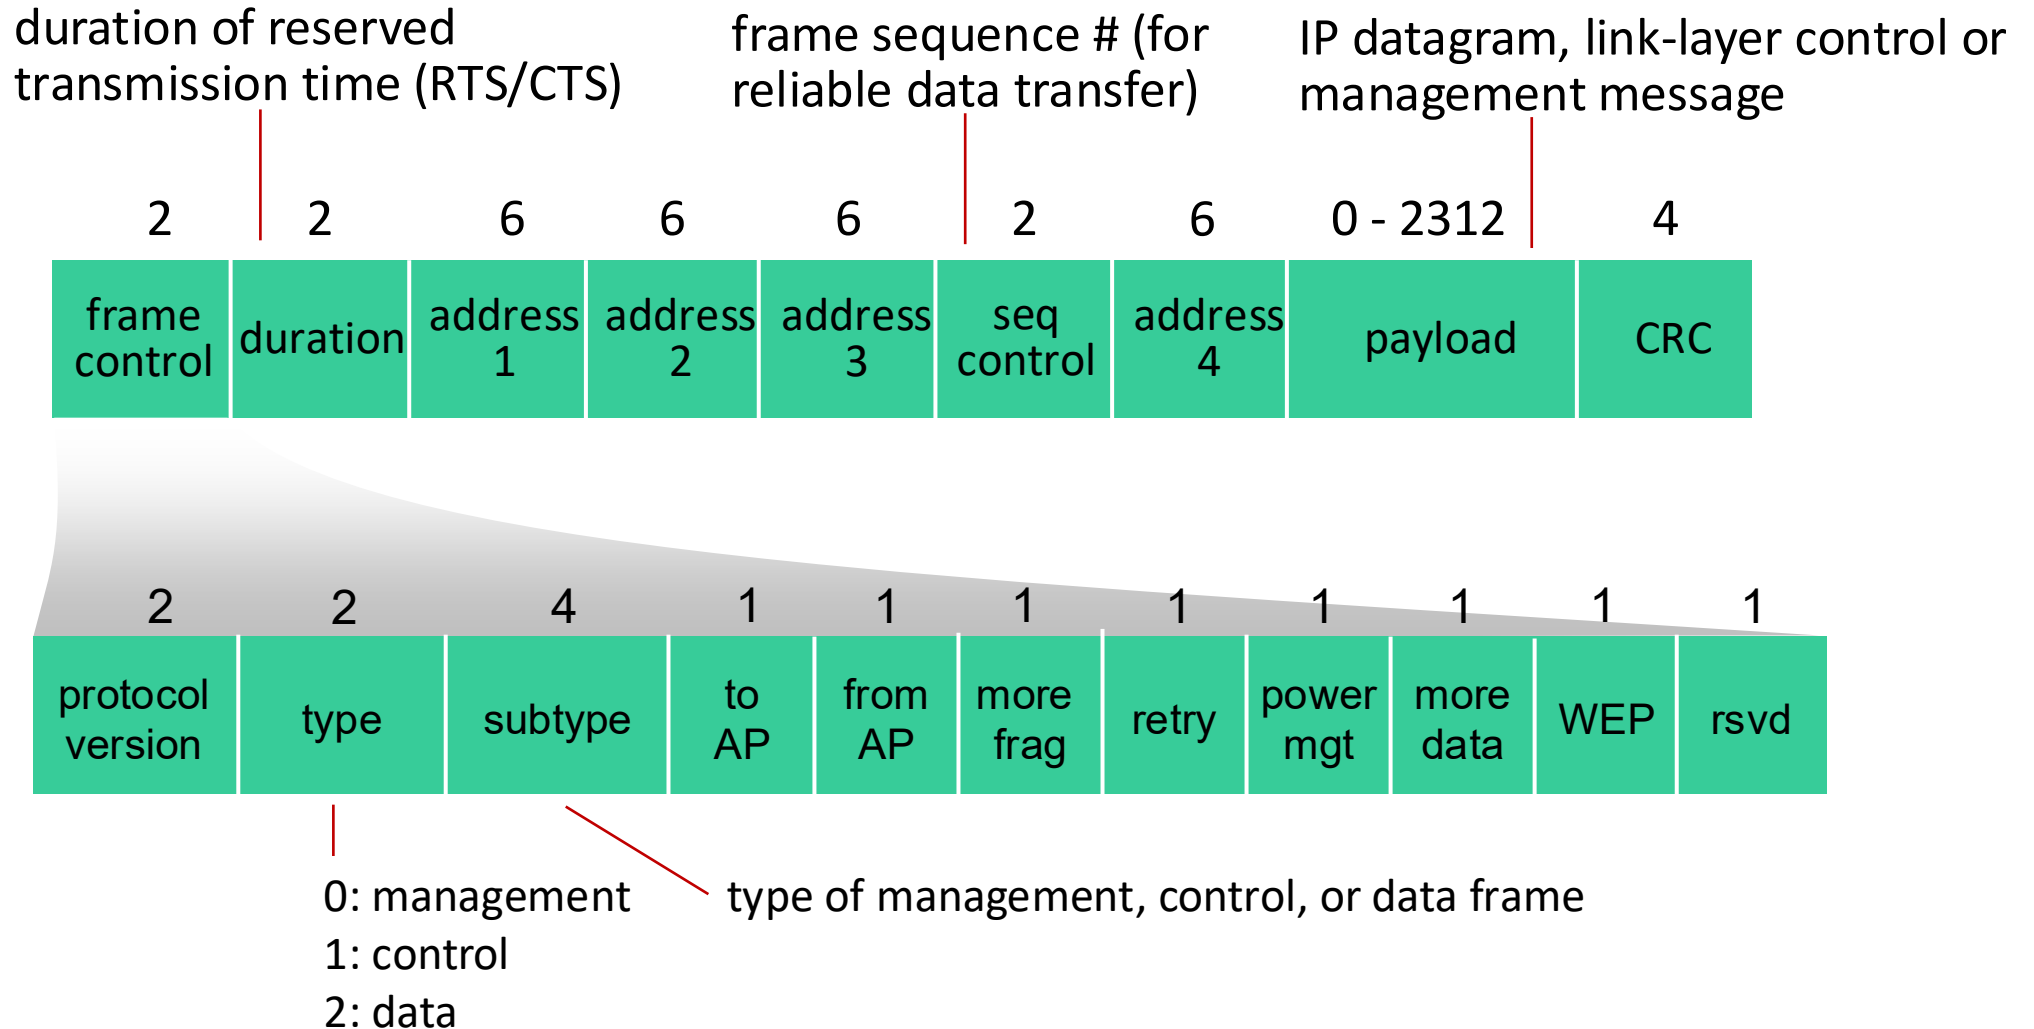 duration of reserved
transmission time (RTS/CTS)
frame sequence # (for
reliable data transfer)
IP datagram, link-layer control or
management message
2 2 6 6 6 2 6 0 - 2312 4
frame
control
duration
address
1
address
2
address
3
seq
control
address
4
payload
CRC
2 2 4 1 1 1 1 1 1 1 1
protocol
version
type
subtype
to
AP
from
AP
more
frag
retry
power
mgt
more
data
WEP
rsvd
0: management
1: control
2: data
type of management, control, or data frame